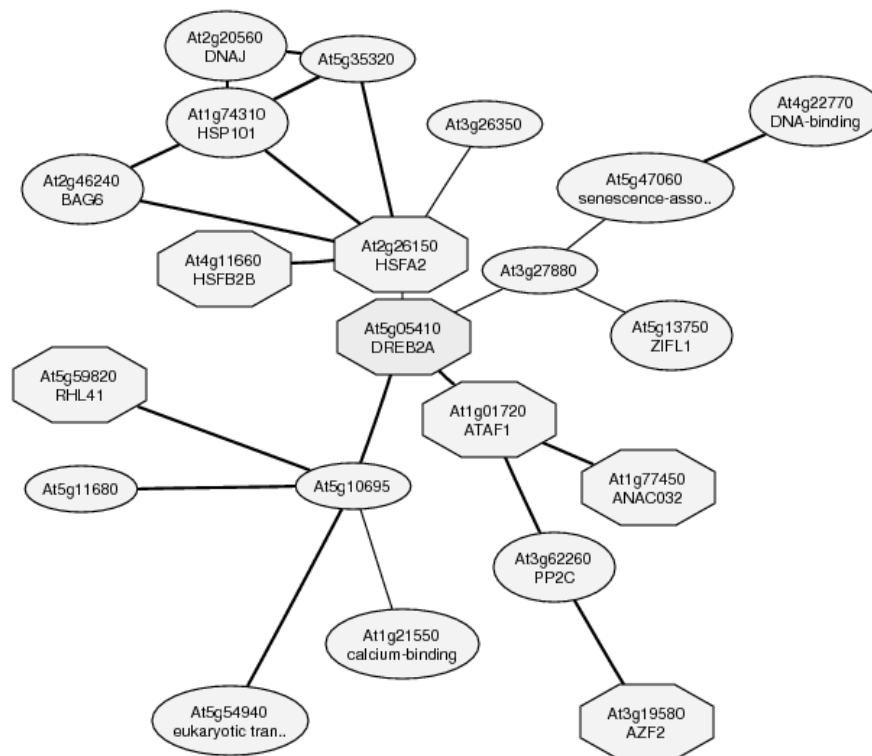 At2g20560
DNAJ
At5g35320
At1g74310
HSP101
At3g26350
At4g22770
DNA-binding
At2g46240
BAG6
At5g47060
senescence-asso..
At2g26150
HSFA2
At4g11660
HSFB2B
At3g27880
At5g05410
DREB2A
At5g13750
ZIFL1
At5g59820
RHL41
At1g01720
ATAF1
At5g11680
At5g10695
At1g77450
ANAC032
At3g62260
PP2C
At1g21550
calcium-binding
At5g54940
eukaryotic tran..
At3g19580
AZF2